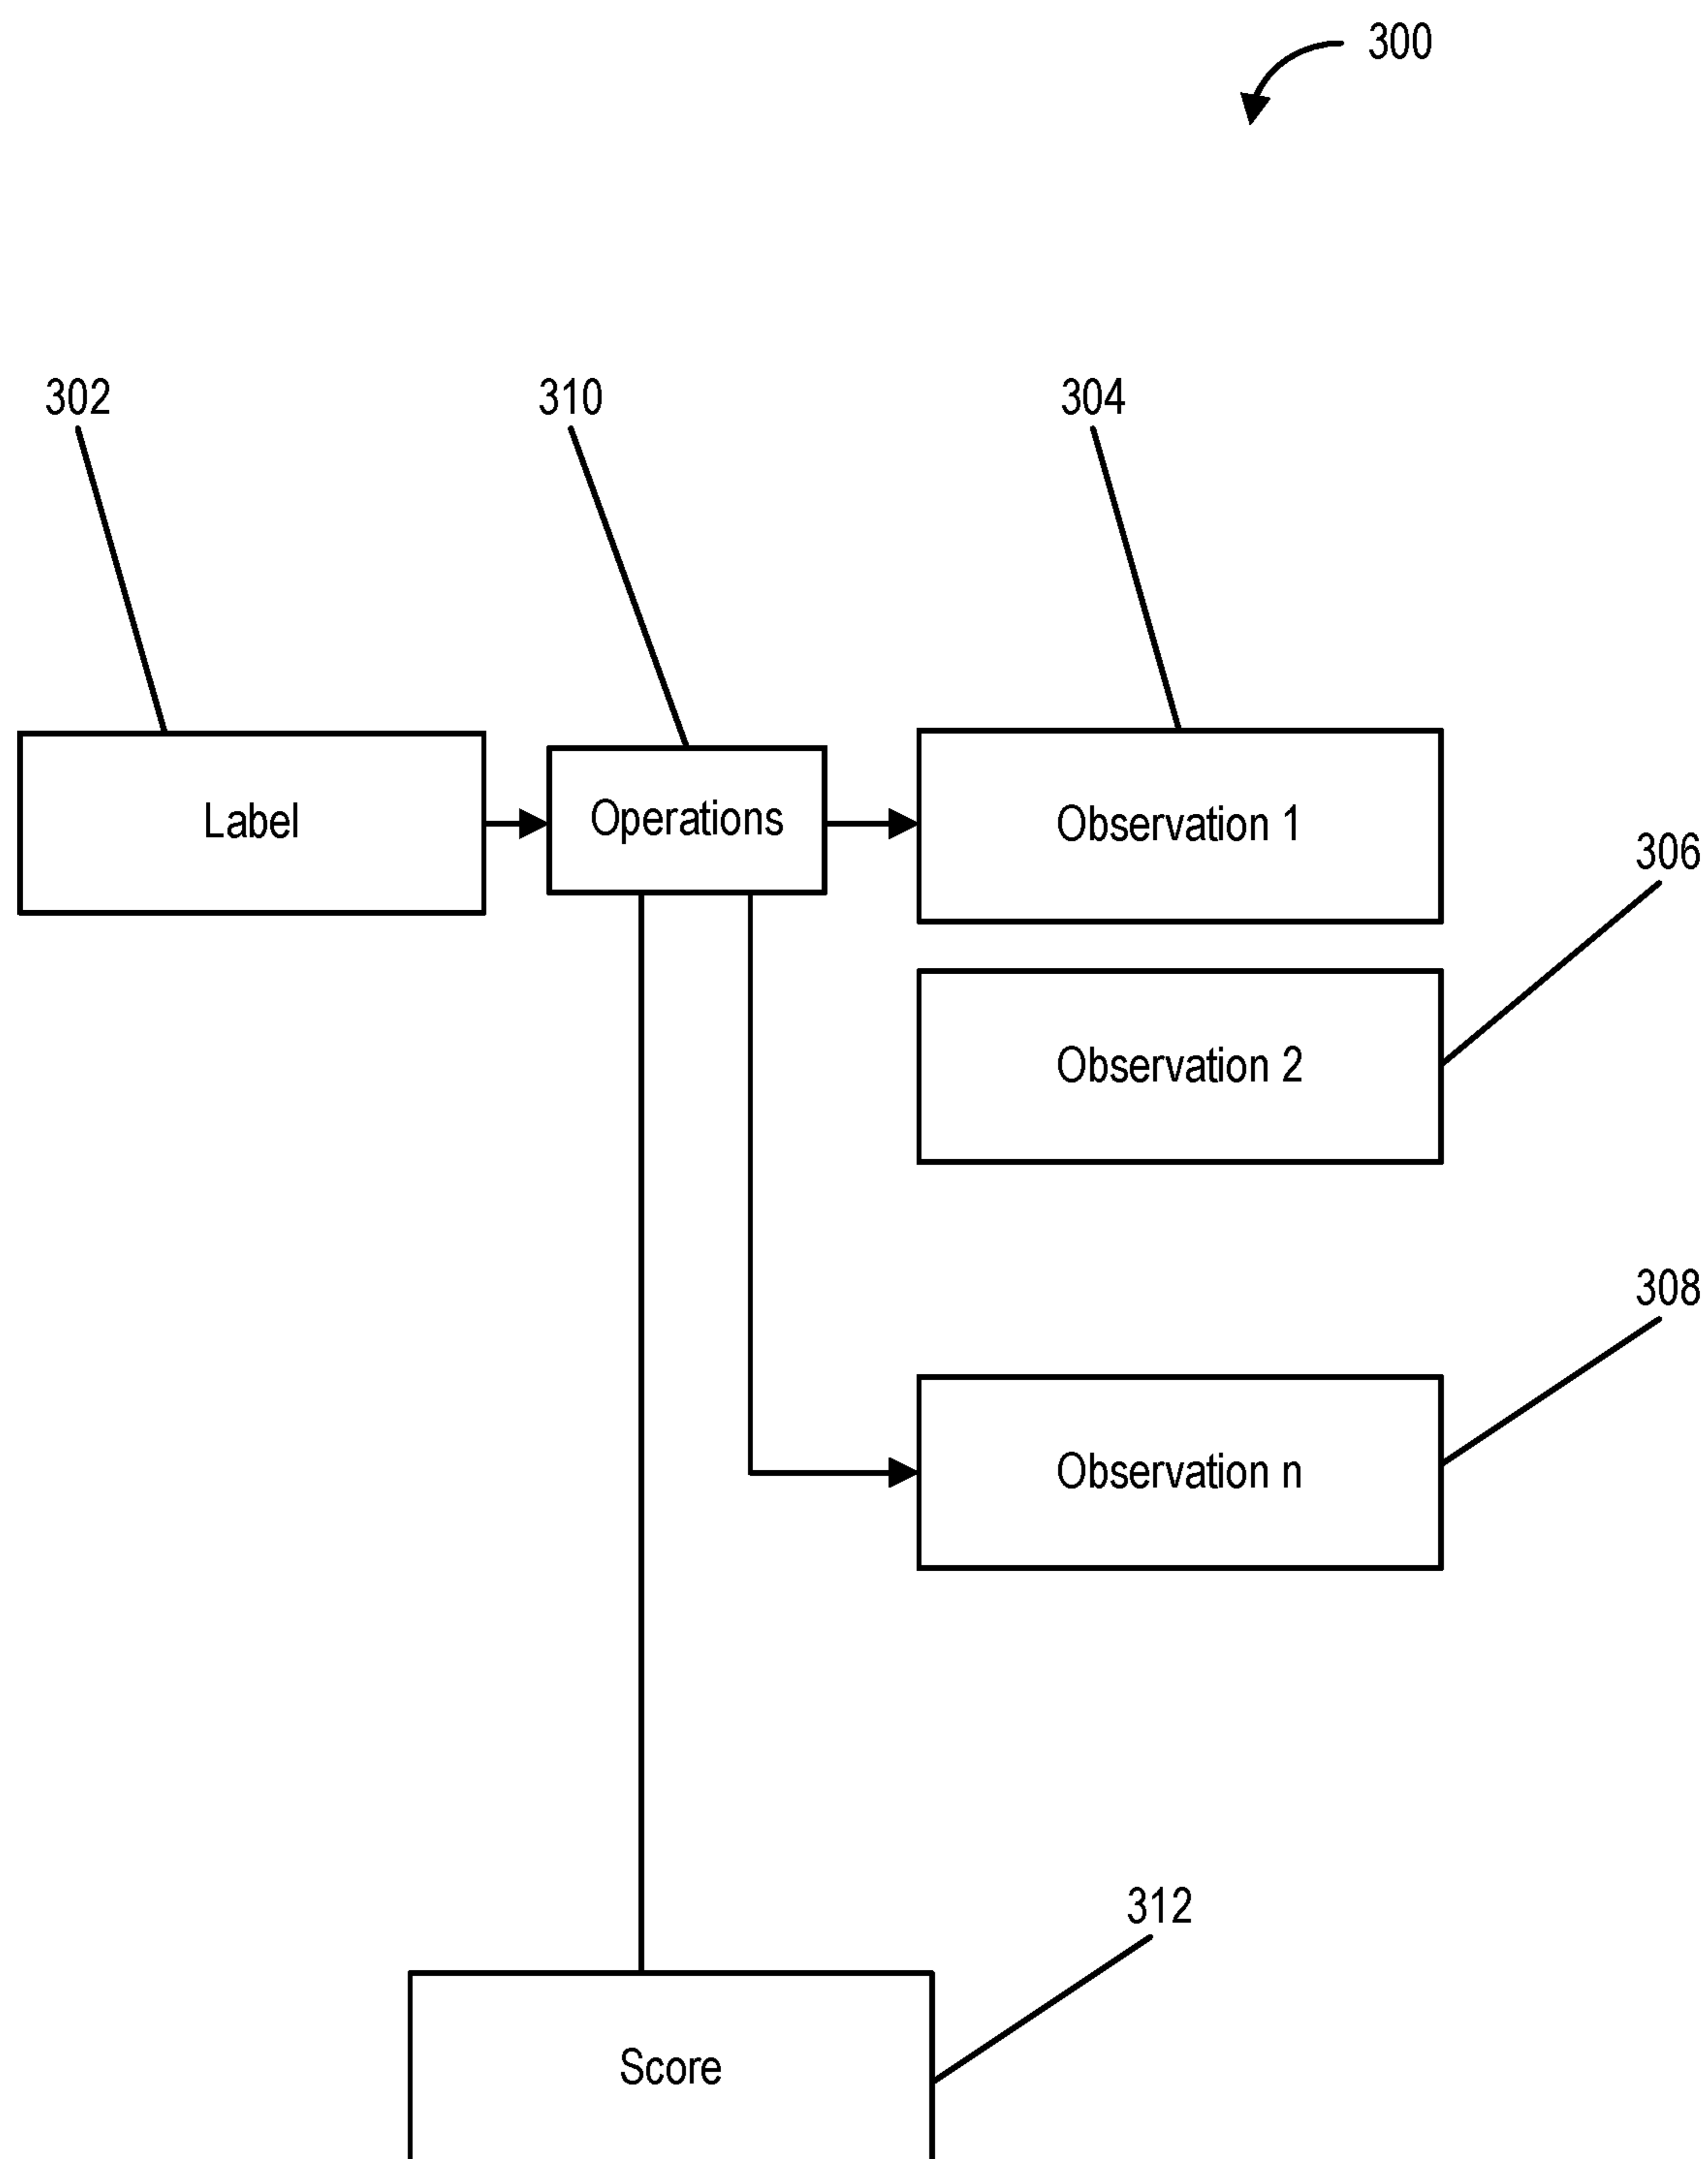 300
302
310
304
Label
Operations
Observation 1
306
Observation 2
308
Observation n
312
Score